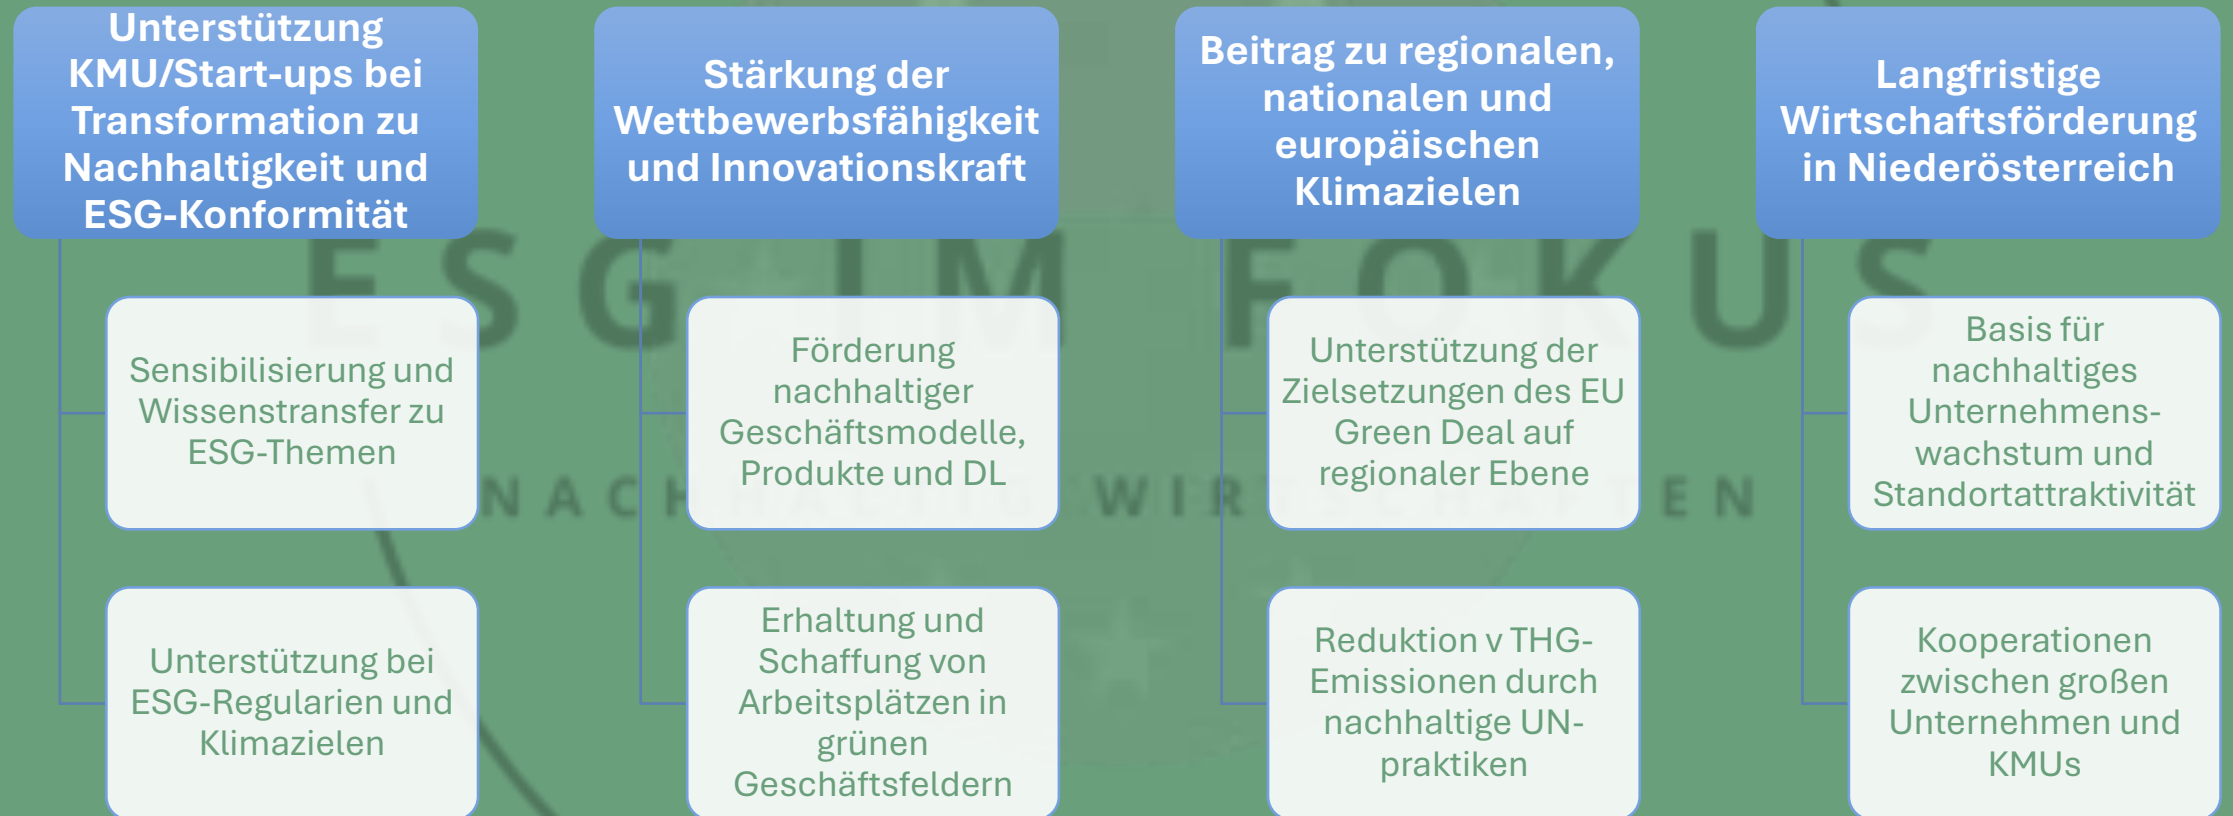 Unterstützung
KMU/Start-ups bei
Transformation zu
Nachhaltigkeit und
ESG-Konformität
Sensibilisierung und
Wissenstransfer zu
ESG-Themen
Unterstützung bei
ESG-Regularien und
Klimazielen
Stärkung der
Wettbewerbsfähigkeit
und Innovationskraft
Förderung
nachhaltiger
Geschäftsmodelle,
Produkte und DL
Erhaltung und
Schaffung von
Arbeitsplätzen in
grünen
Geschäftsfeldern
Beitrag zu regionalen,
nationalen und
europäischen
Klimazielen
Unterstützung der
Zielsetzungen des EU
Green Deal auf
regionaler Ebene
Reduktion v THG-
Emissionen durch
nachhaltige UN-
praktiken
Langfristige
Wirtschaftsförderung
in Niederösterreich
Basis für
nachhaltiges
Unternehmens-
wachstum und
Standortattraktivität
Kooperationen
zwischen großen
Unternehmen und
KMUs
ESG IM FOKUS
NACHHALTIG WIRTSCHAFTEN